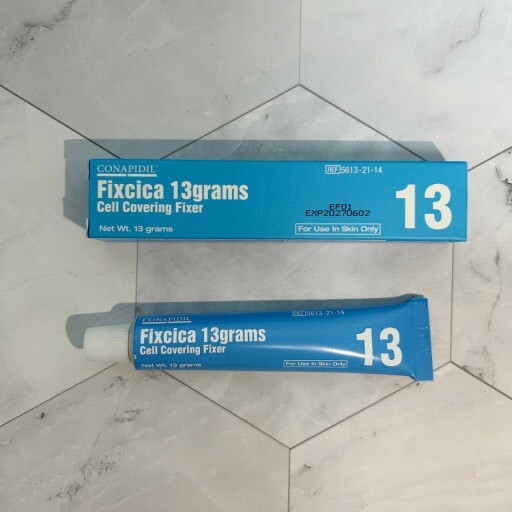 CONAPIDIL
Fixcica 13grams
Cell Covering Fixer
Net Wt. 13 grams
REF 5613-21-14
EF01
EXP20270602
For Use In Skin Only
13
CONAPIDIL
Fixcica 13grams
Cell Covering Fixer
Net Wt. 13 grams
REF 5613-21-14
For Use In Skin Only
13